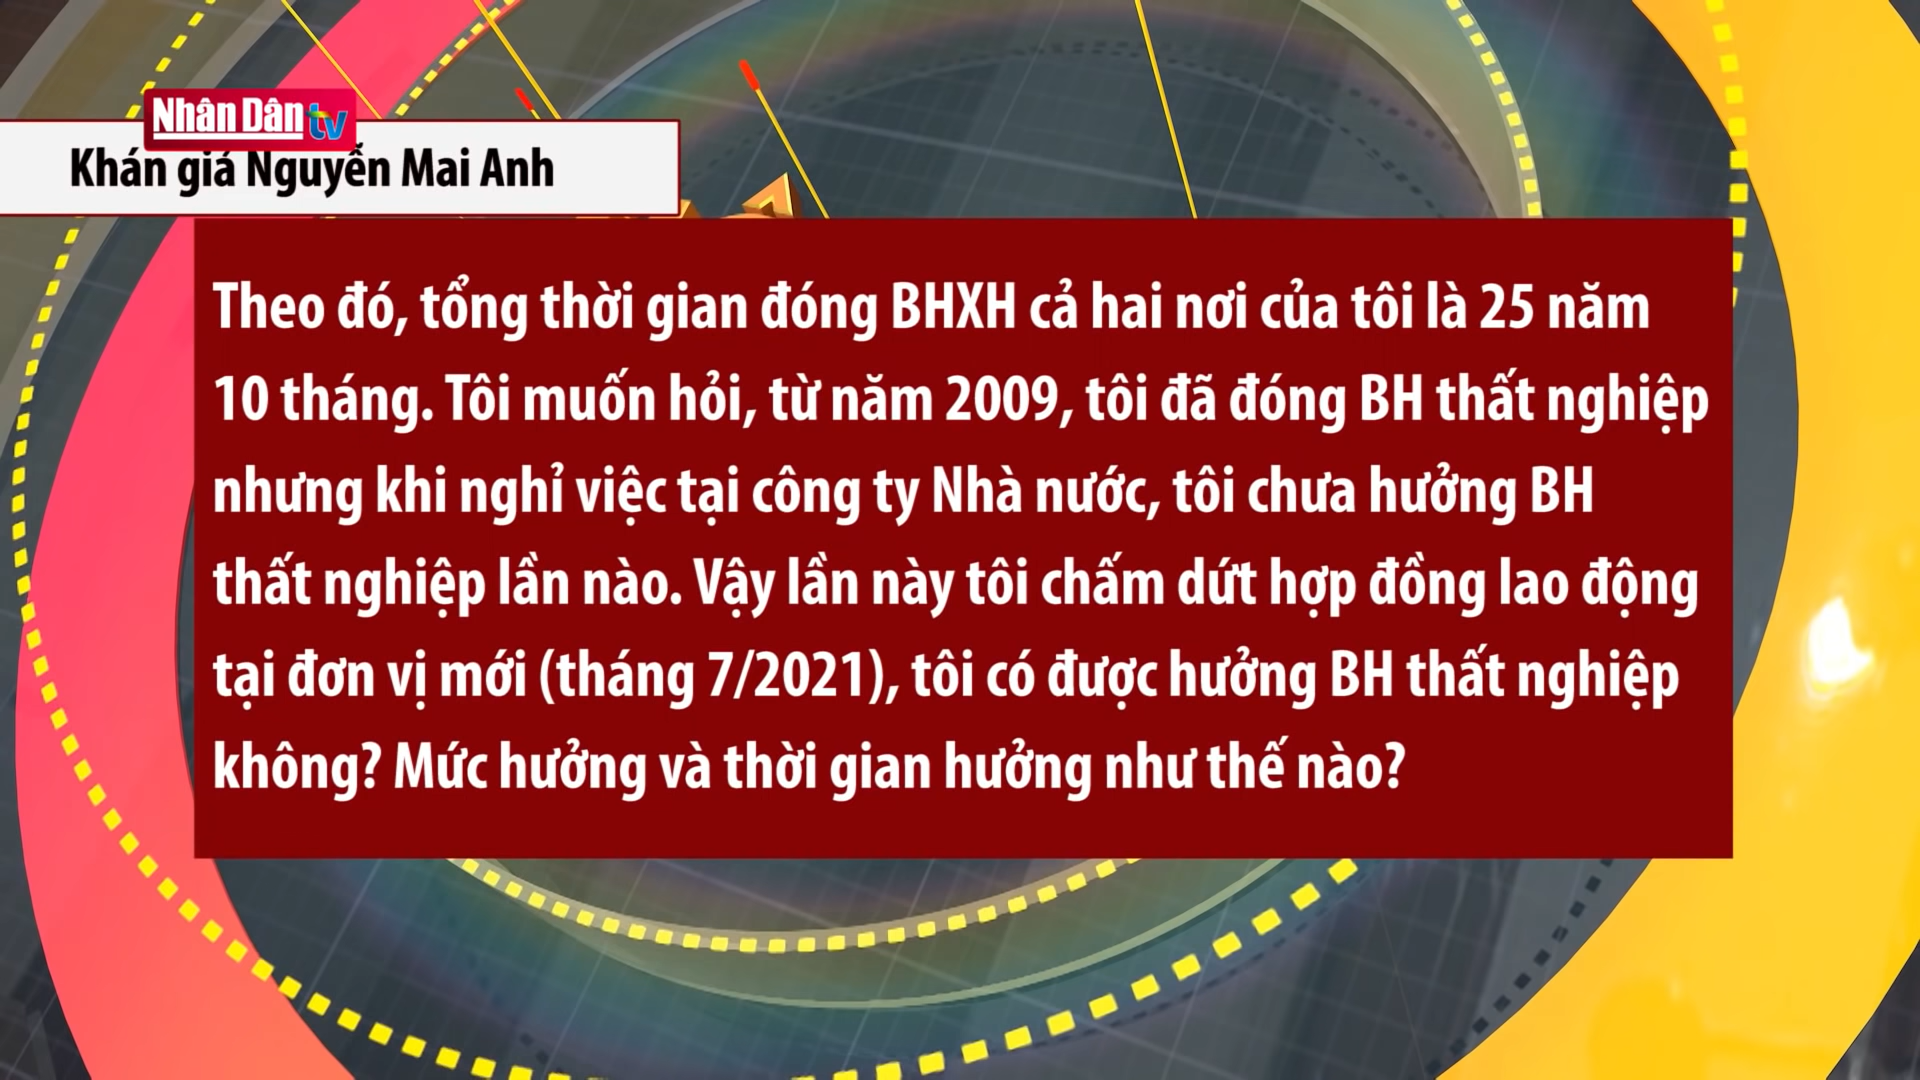 Nhân Dân tv
Khán giả Nguyễn Mai Anh
Theo đó, tổng thời gian đóng BHXH cả hai nơi của tôi là 25 năm
10 tháng. Tôi muốn hỏi, từ năm 2009, tôi đã đóng BH thất nghiệp
nhưng khi nghỉ việc tại công ty Nhà nước, tôi chưa hưởng BH
thất nghiệp lần nào. Vậy lần này tôi chấm dứt hợp đồng lao động
tại đơn vị mới (tháng 7/2021), tôi có được hưởng BH thất nghiệp
không? Mức hưởng và thời gian hưởng như thế nào?